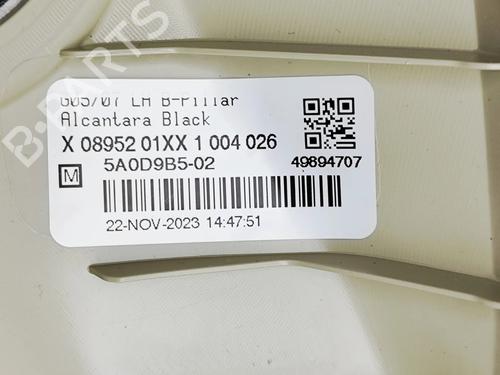 G05/07 LH B-Pillar
Alcantara Black
X 08952 01XX 1 004 026
M 5A0D9B5-02
49894707
22-NOV-2023 14:47:51
B-PARTS